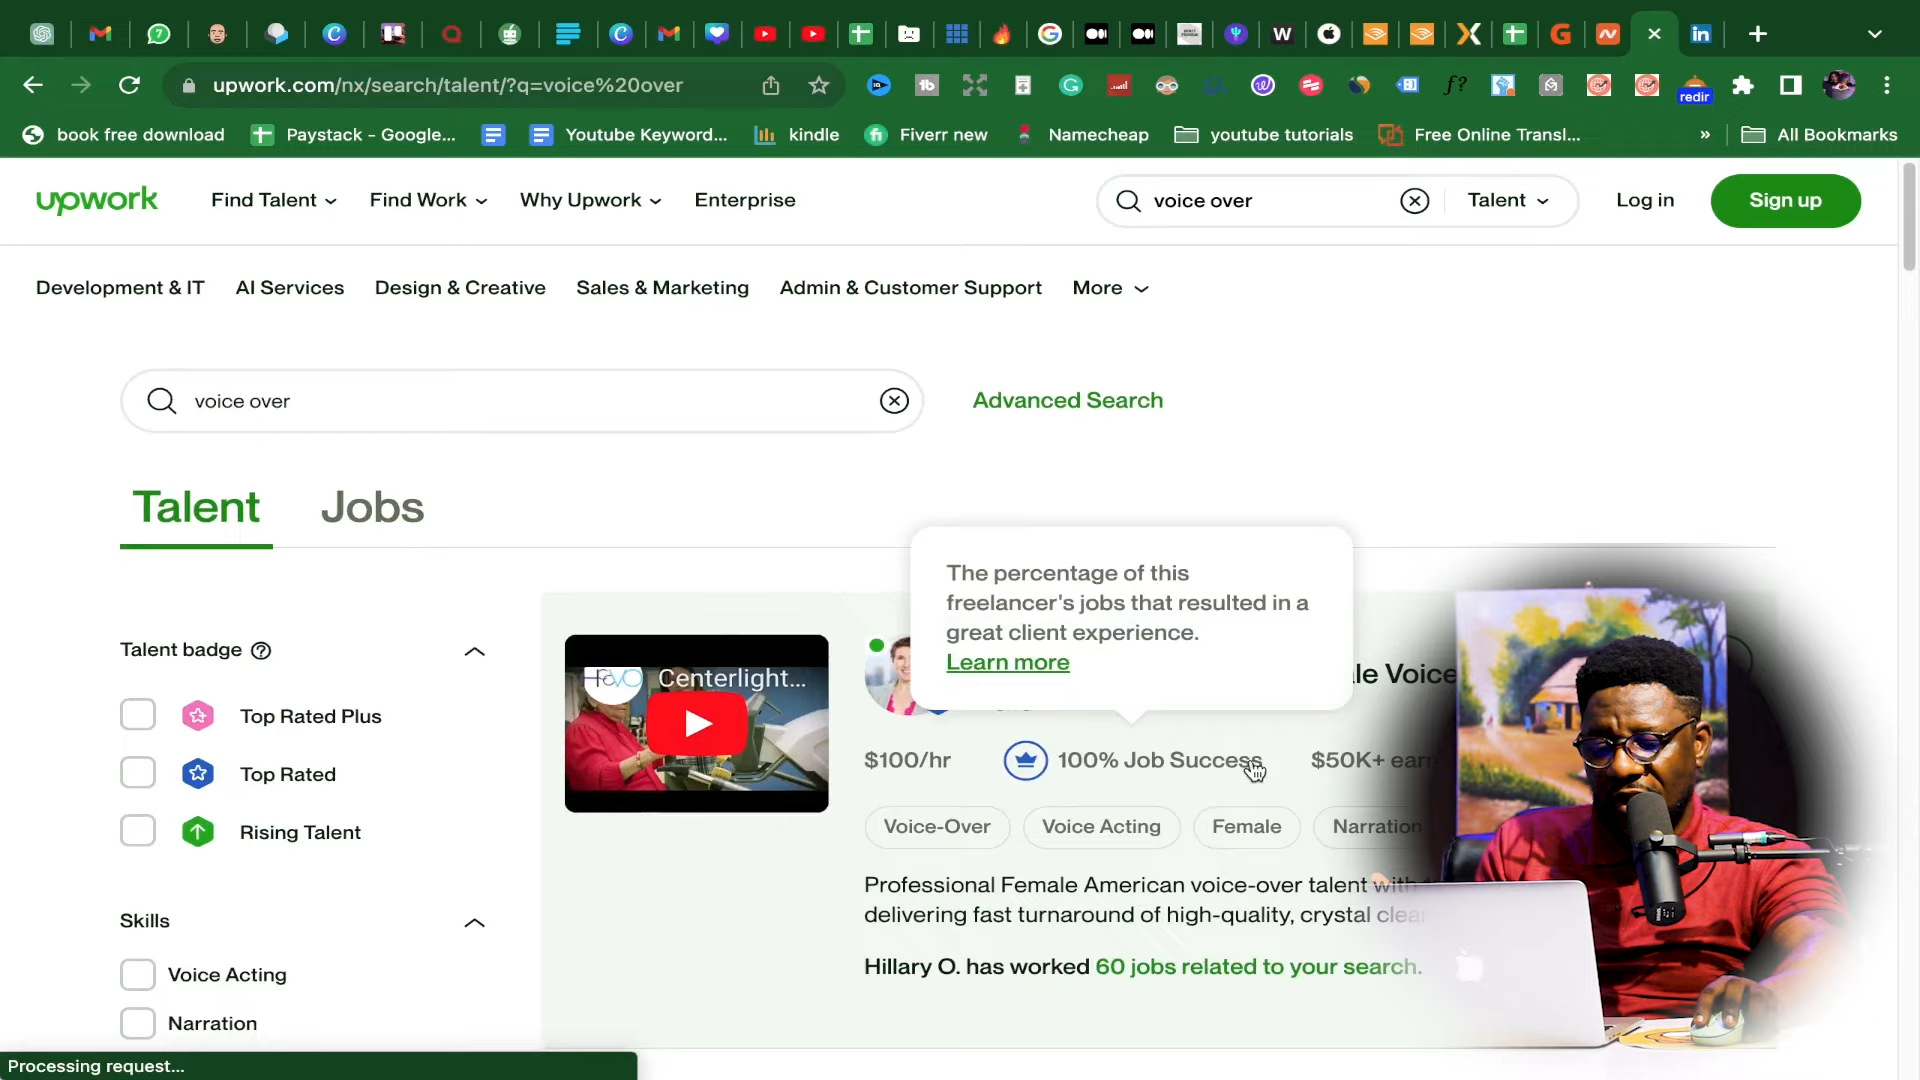 7
W
G
in
upwork.com/nx/search/talent/?q=voice%20over
redir
book free download
Paystack - Google...
Youtube Keyword...
kindle
Fiverr new
Namecheap
youtube tutorials
Free Online Transl...
»
All Bookmarks
upwork
Find Talent
Find Work
Why Upwork
Enterprise
voice over
Talent
Log in
Sign up
Development & IT
AI Services
Design & Creative
Sales & Marketing
Admin & Customer Support
More
voice over
Advanced Search
Talent
Jobs
The percentage of this
freelancer's jobs that resulted in a
great client experience.
Learn more
Talent badge
Top Rated Plus
Top Rated
Rising Talent
Centerlight...
le Voice
$100/hr
100% Job Success
$50K+ earn
Voice-Over
Voice Acting
Female
Narration
Professional Female American voice-over talent with
delivering fast turnaround of high-quality, crystal clear
Hillary O. has worked 60 jobs related to your search.
Skills
Voice Acting
Narration
Processing request...